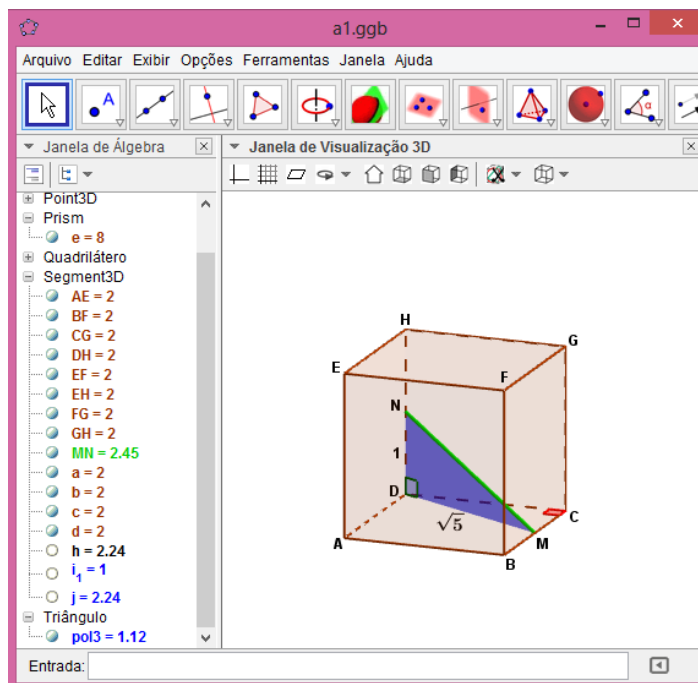 a1.ggb
Arquivo Editar Exibir Opções Ferramentas Janela Ajuda
A
α
Janela de Álgebra
Janela de Visualização 3D
Point3D
Prism
e = 8
Quadrilátero
Segment3D
AE = 2
BF = 2
CG = 2
DH = 2
EF = 2
EH = 2
FG = 2
GH = 2
MN = 2.45
a = 2
b = 2
c = 2
d = 2
h = 2.24
i₁ = 1
j = 2.24
Triângulo
pol3 = 1.12
H
G
E
F
N
1
D
√5
C
M
A
B
Entrada: